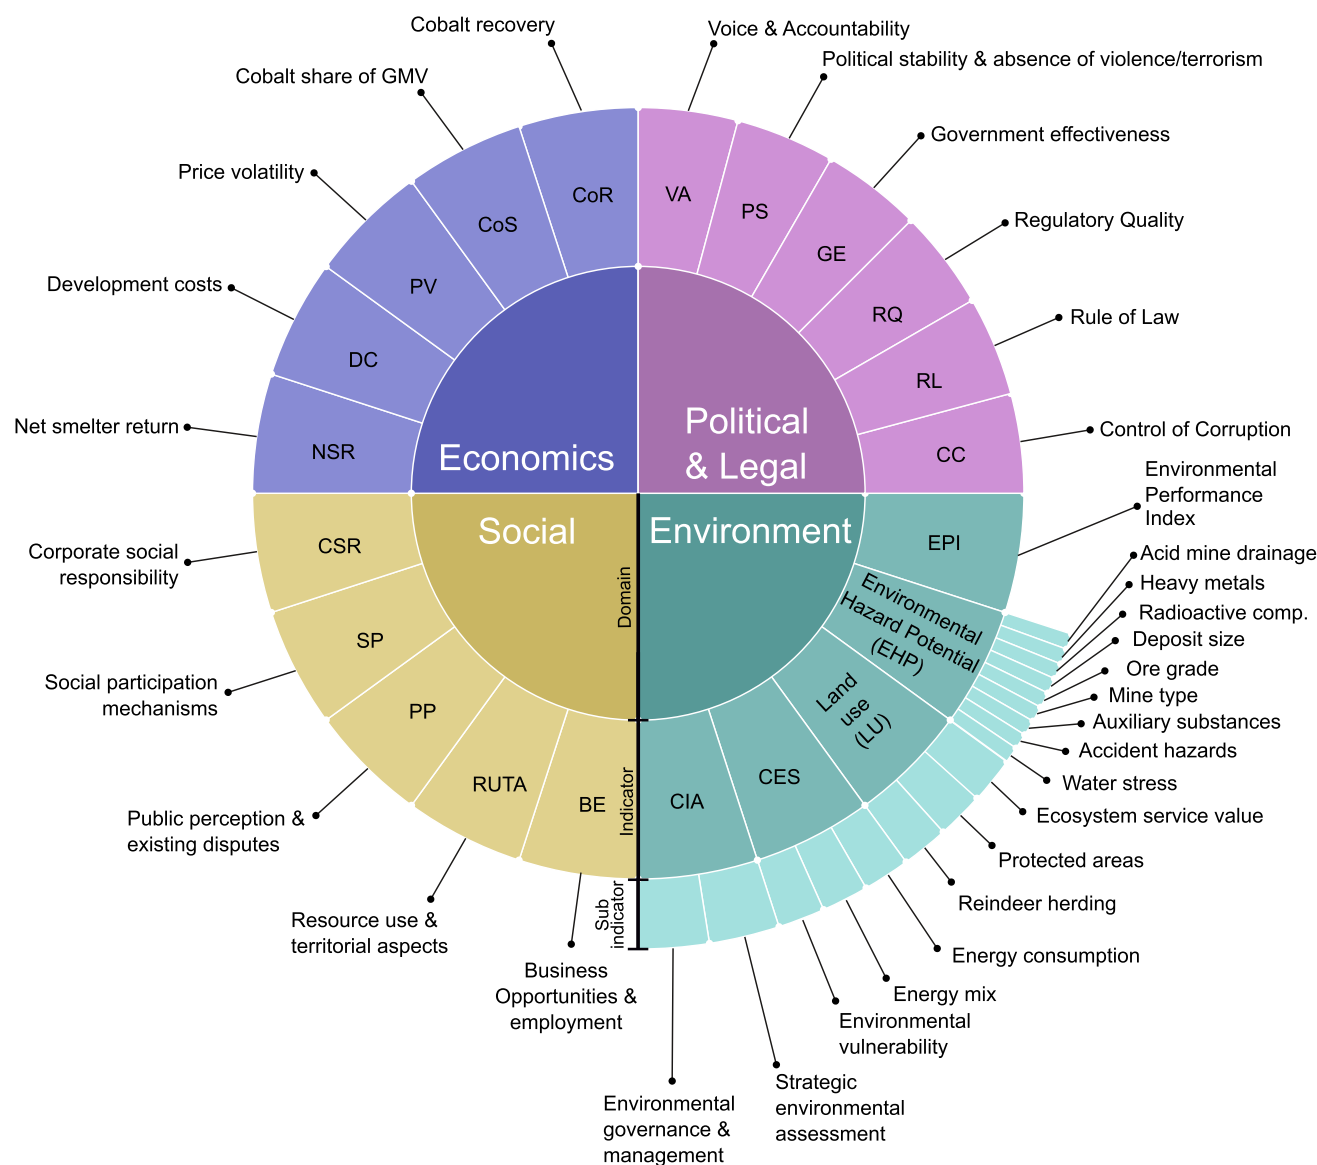 Cobalt recovery
Voice & Accountability
Political stability & absence of violence/terrorism
Cobalt share of GMV
Government effectiveness
Price volatility
Regulatory Quality
Development costs
Rule of Law
Net smelter return
Control of Corruption
CoR
VA
CoS
PS
PV
GE
DC
RQ
NSR
RL
CC
Economics
Political
& Legal
Social
Environment
Domain
Indicator
Sub
indicator
CSR
SP
PP
RUTA
BE
EPI
Environmental
Hazard Potential
(EHP)
Land
use
(LU)
CES
CIA
Environmental
Performance
Index
Acid mine drainage
Heavy metals
Radioactive comp.
Deposit size
Ore grade
Mine type
Auxiliary substances
Accident hazards
Water stress
Ecosystem service value
Protected areas
Reindeer herding
Energy consumption
Energy mix
Environmental
vulnerability
Strategic
environmental
assessment
Environmental
governance &
management
Corporate social
responsibility
Social participation
mechanisms
Public perception &
existing disputes
Resource use &
territorial aspects
Business
Opportunities &
employment